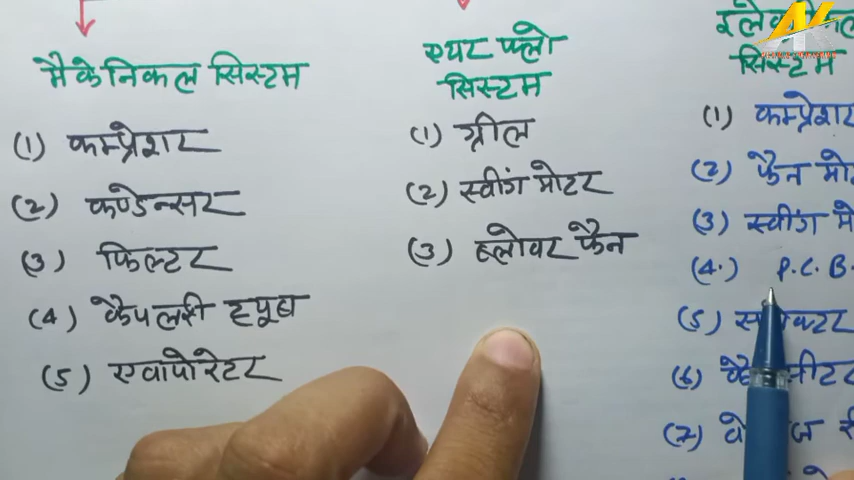 मैकेनिकल सिस्टम
(1) कम्प्रेशर
(2) कण्डेन्सर
(3) फिल्टर
(4) कैपलरी ट्यूब
(5) एवापोरेटर
एयर फ्लो
सिस्टम
(1) ग्रील
(2) स्वींग मोटर
(3) ब्लोवर फैन
सिस्टम
(1) कम्प्रेशर
(2) फैन
(3) स्वींग
(4.) P.C.B.
(5)
(6)
(7)